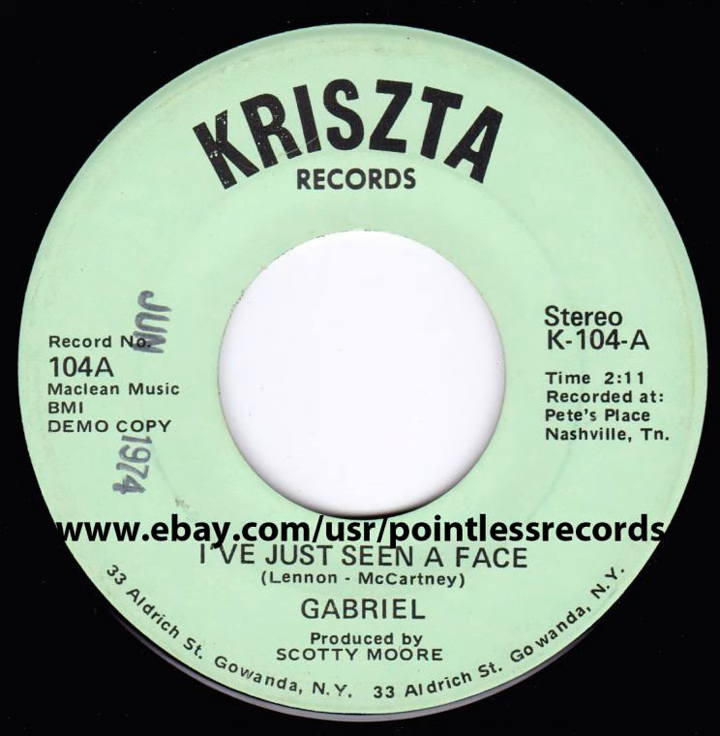 KRISZTA
RECORDS
JUN
1974
Record No.
104A
Maclean Music
BMI
DEMO COPY
Stereo
K-104-A
Time 2:11
Recorded at:
Pete's Place
Nashville, Tn.
www.ebay.com/usr/pointlessrecords
I'VE JUST SEEN A FACE
(Lennon - McCartney)
GABRIEL
Produced by
SCOTTY MOORE
33 Aldrich St. Gowanda, N.Y. 33 Aldrich St. Gowanda, N.Y.